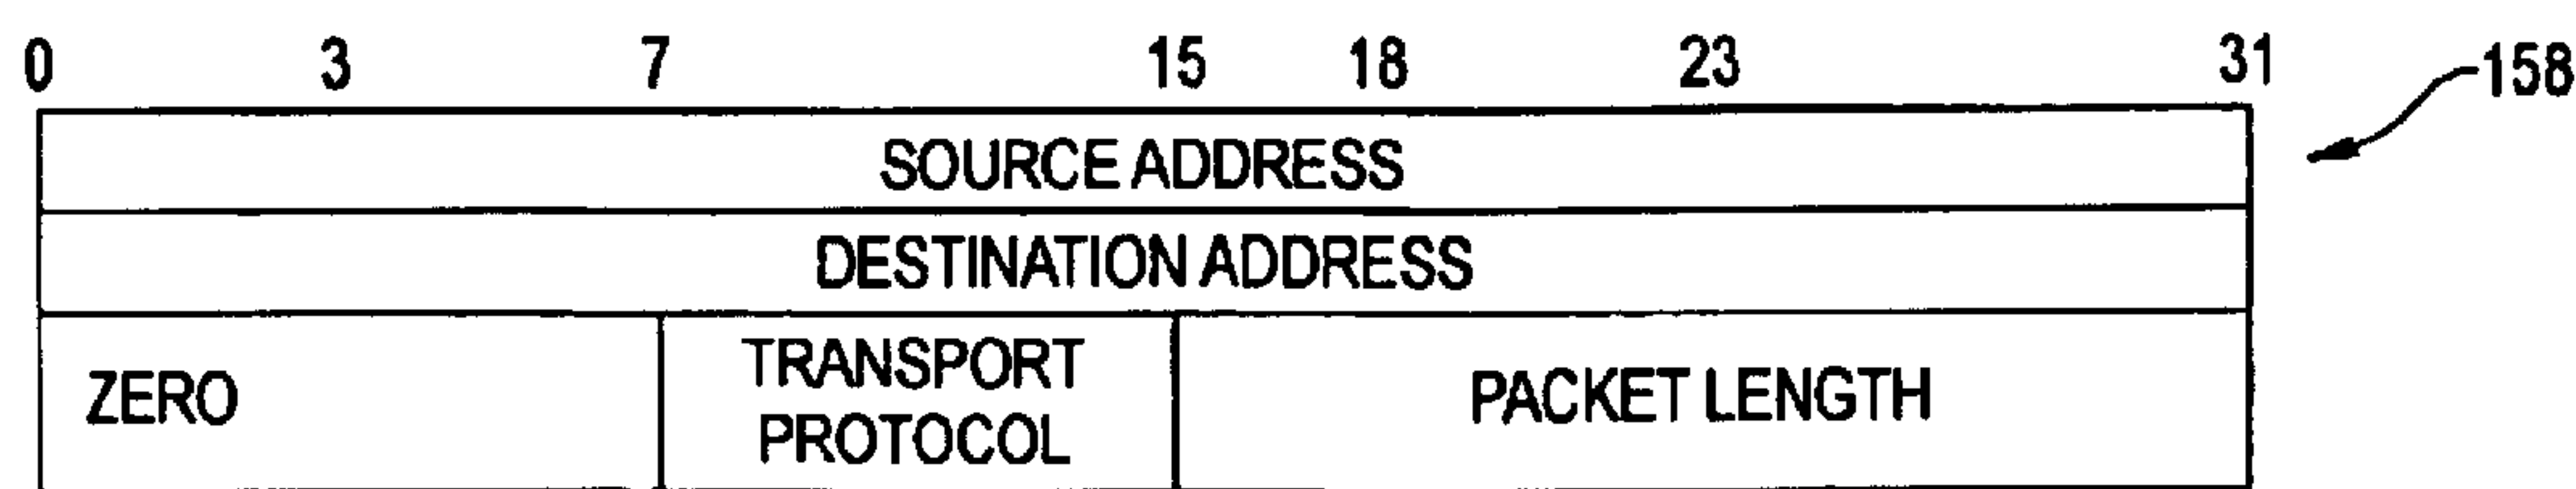 0 3 7 15 18 23 31
158
SOURCE ADDRESS
DESTINATION ADDRESS
ZERO
TRANSPORT
PROTOCOL
PACKET LENGTH